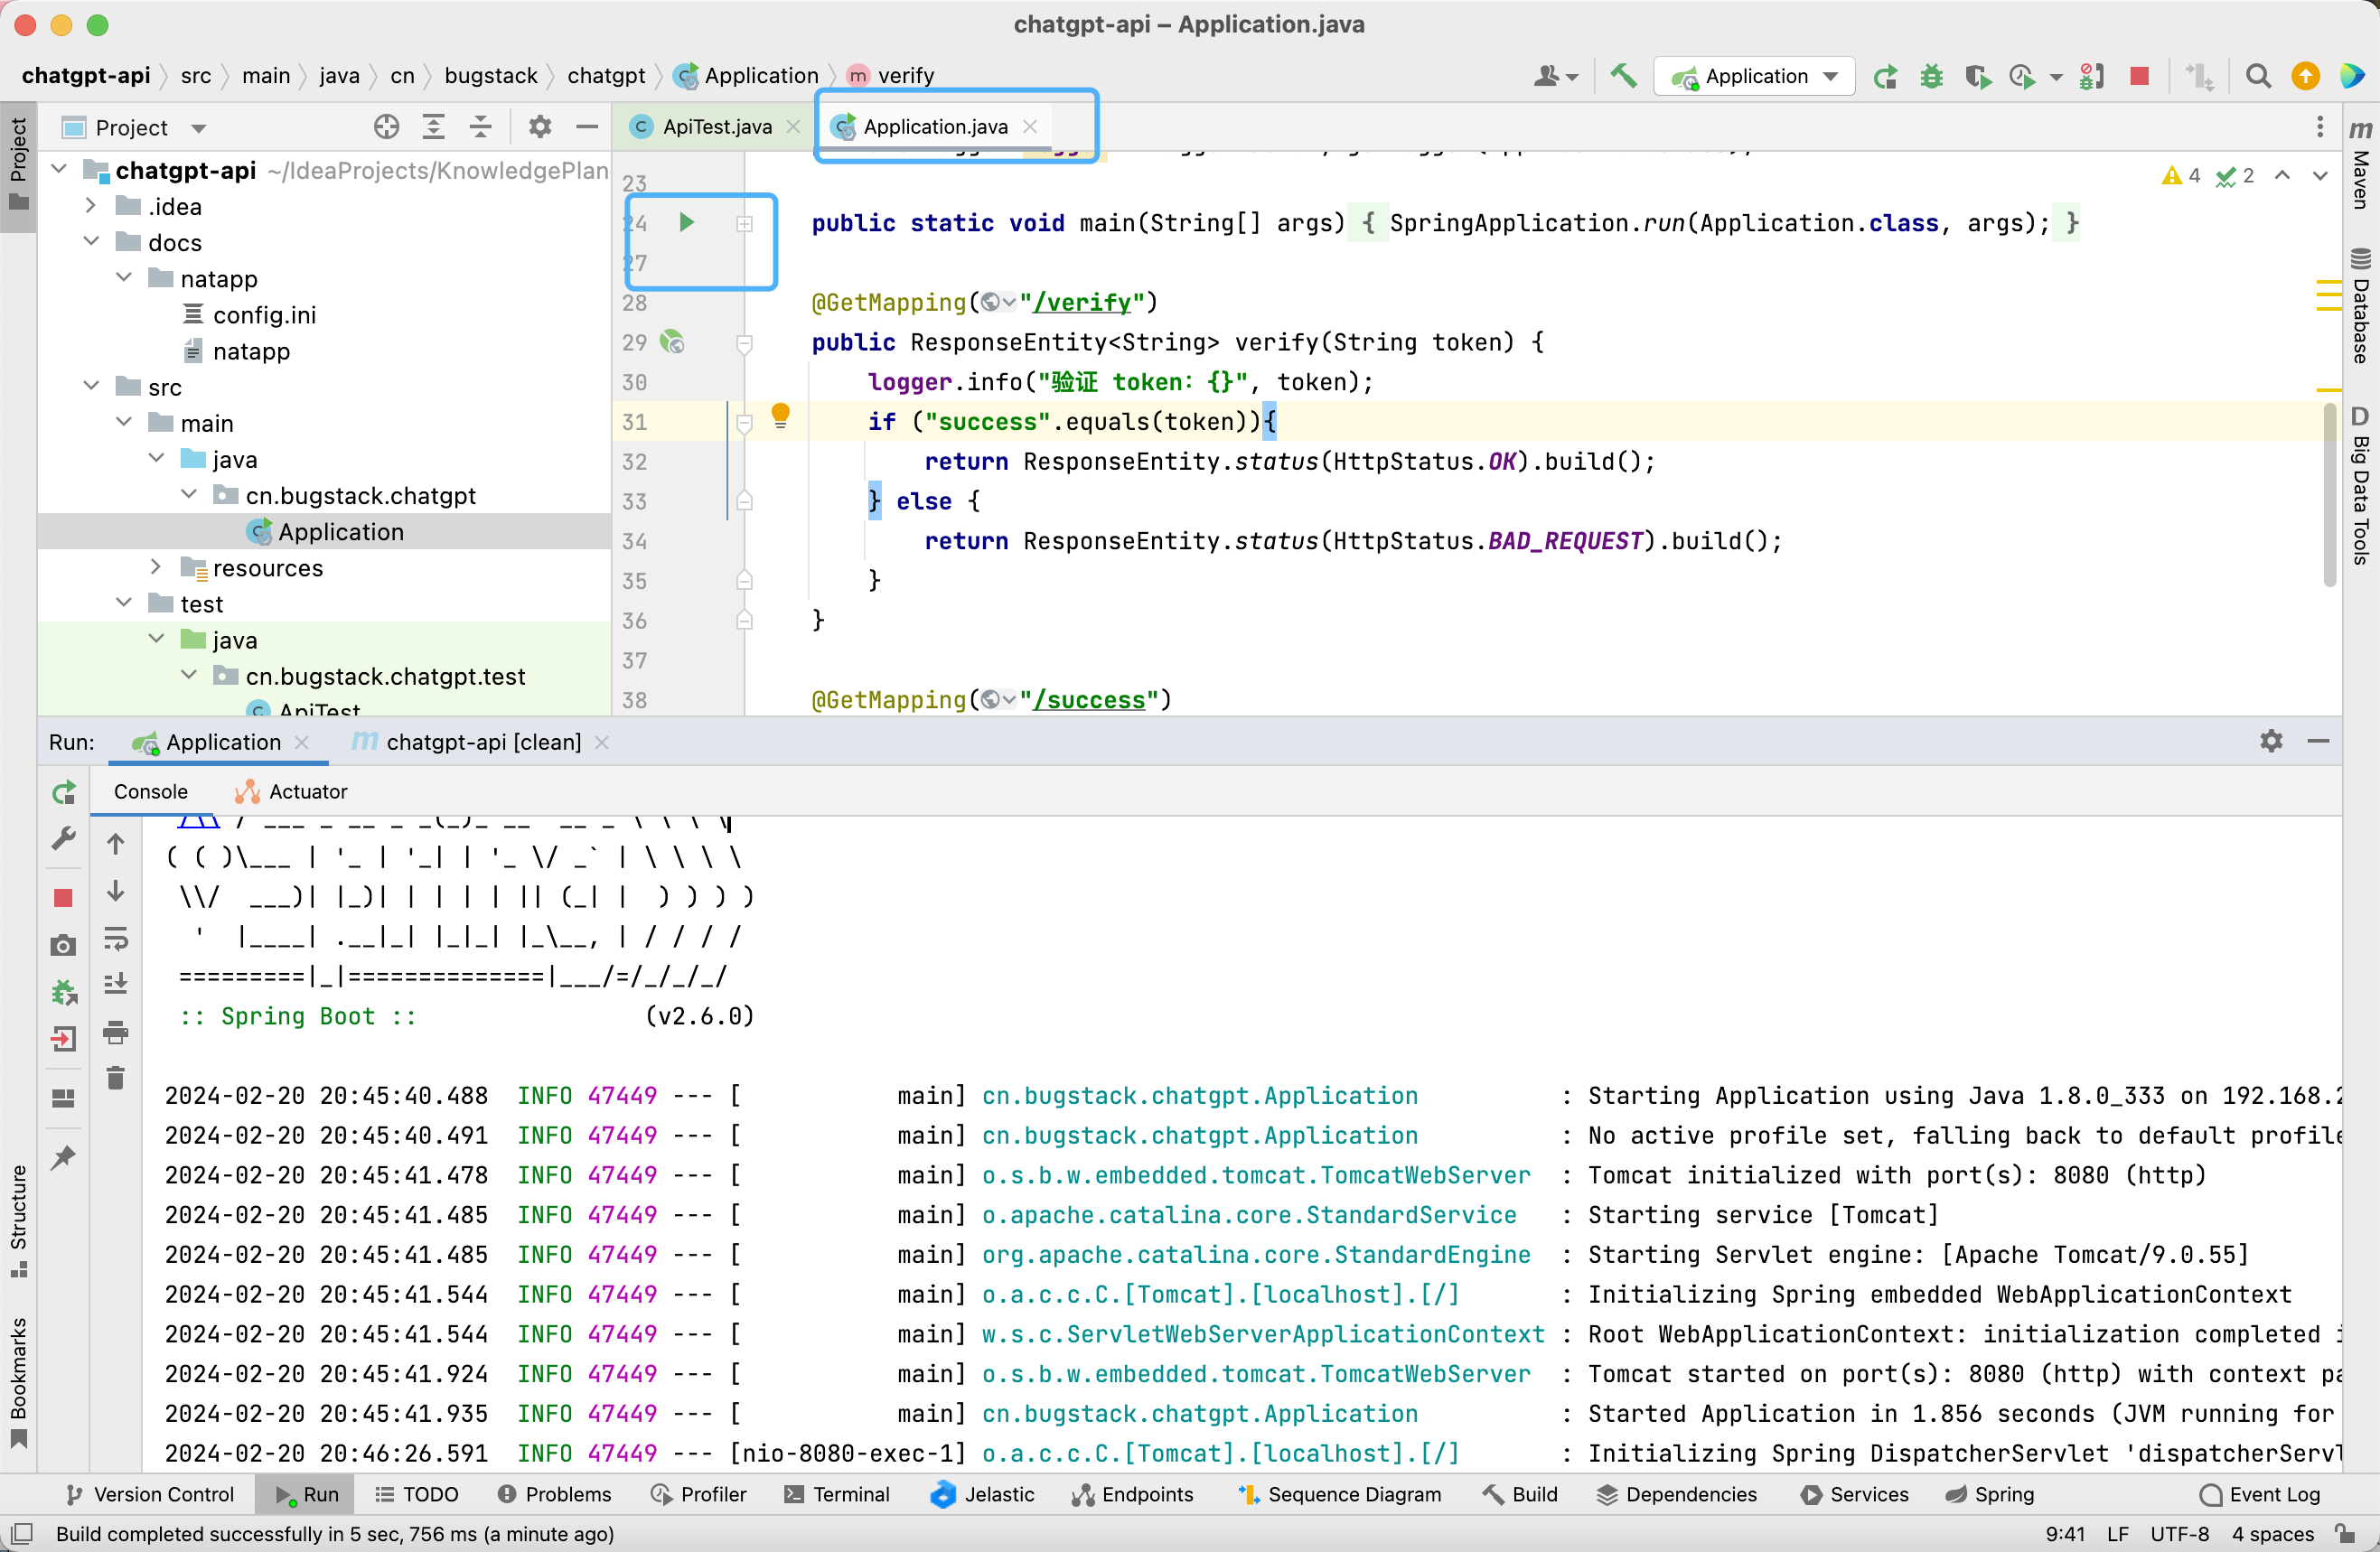 chatgpt-api – Application.java
chatgpt-api src main java cn bugstack chatgpt Application m verify
Application
Project
ApiTest.java
Application.java
Project
chatgpt-api ~/IdeaProjects/KnowledgePlan
.idea
docs
natapp
config.ini
natapp
src
main
java
cn.bugstack.chatgpt
Application
resources
test
java
cn.bugstack.chatgpt.test
ApiTest
4 2
23
24 public static void main(String[] args) { SpringApplication.run(Application.class, args); }
27
28 @GetMapping("/verify")
29 public ResponseEntity<String> verify(String token) {
30 logger.info("验证 token: {}", token);
31 if ("success".equals(token)){
32 return ResponseEntity.status(HttpStatus.OK).build();
33 } else {
34 return ResponseEntity.status(HttpStatus.BAD_REQUEST).build();
35 }
36 }
37
38 @GetMapping("/success")
Maven
Database
Big Data Tools
Run: Application chatgpt-api [clean]
Console Actuator
( ( )\___ | '_ | '_| | '_ \/ _` | \ \ \ \
\\/  ___)| |_)| | | | | || (_| |  ) ) ) )
'  |____| .__|_| |_|_| |_\__, | / / / /
=========|_|==============|___/=/_/_/_/
:: Spring Boot :: (v2.6.0)
2024-02-20 20:45:40.488 INFO 47449 --- [ main] cn.bugstack.chatgpt.Application : Starting Application using Java 1.8.0_333 on 192.168.2
2024-02-20 20:45:40.491 INFO 47449 --- [ main] cn.bugstack.chatgpt.Application : No active profile set, falling back to default profile
2024-02-20 20:45:41.478 INFO 47449 --- [ main] o.s.b.w.embedded.tomcat.TomcatWebServer : Tomcat initialized with port(s): 8080 (http)
2024-02-20 20:45:41.485 INFO 47449 --- [ main] o.apache.catalina.core.StandardService : Starting service [Tomcat]
2024-02-20 20:45:41.485 INFO 47449 --- [ main] org.apache.catalina.core.StandardEngine : Starting Servlet engine: [Apache Tomcat/9.0.55]
2024-02-20 20:45:41.544 INFO 47449 --- [ main] o.a.c.c.C.[Tomcat].[localhost].[/] : Initializing Spring embedded WebApplicationContext
2024-02-20 20:45:41.544 INFO 47449 --- [ main] w.s.c.ServletWebServerApplicationContext : Root WebApplicationContext: initialization completed i
2024-02-20 20:45:41.924 INFO 47449 --- [ main] o.s.b.w.embedded.tomcat.TomcatWebServer : Tomcat started on port(s): 8080 (http) with context pa
2024-02-20 20:45:41.935 INFO 47449 --- [ main] cn.bugstack.chatgpt.Application : Started Application in 1.856 seconds (JVM running for
2024-02-20 20:46:26.591 INFO 47449 --- [nio-8080-exec-1] o.a.c.c.C.[Tomcat].[localhost].[/] : Initializing Spring DispatcherServlet 'dispatcherServl
Structure
Bookmarks
Version Control Run TODO Problems Profiler Terminal Jelastic Endpoints Sequence Diagram Build Dependencies Services Spring Event Log
Build completed successfully in 5 sec, 756 ms (a minute ago) 9:41 LF UTF-8 4 spaces